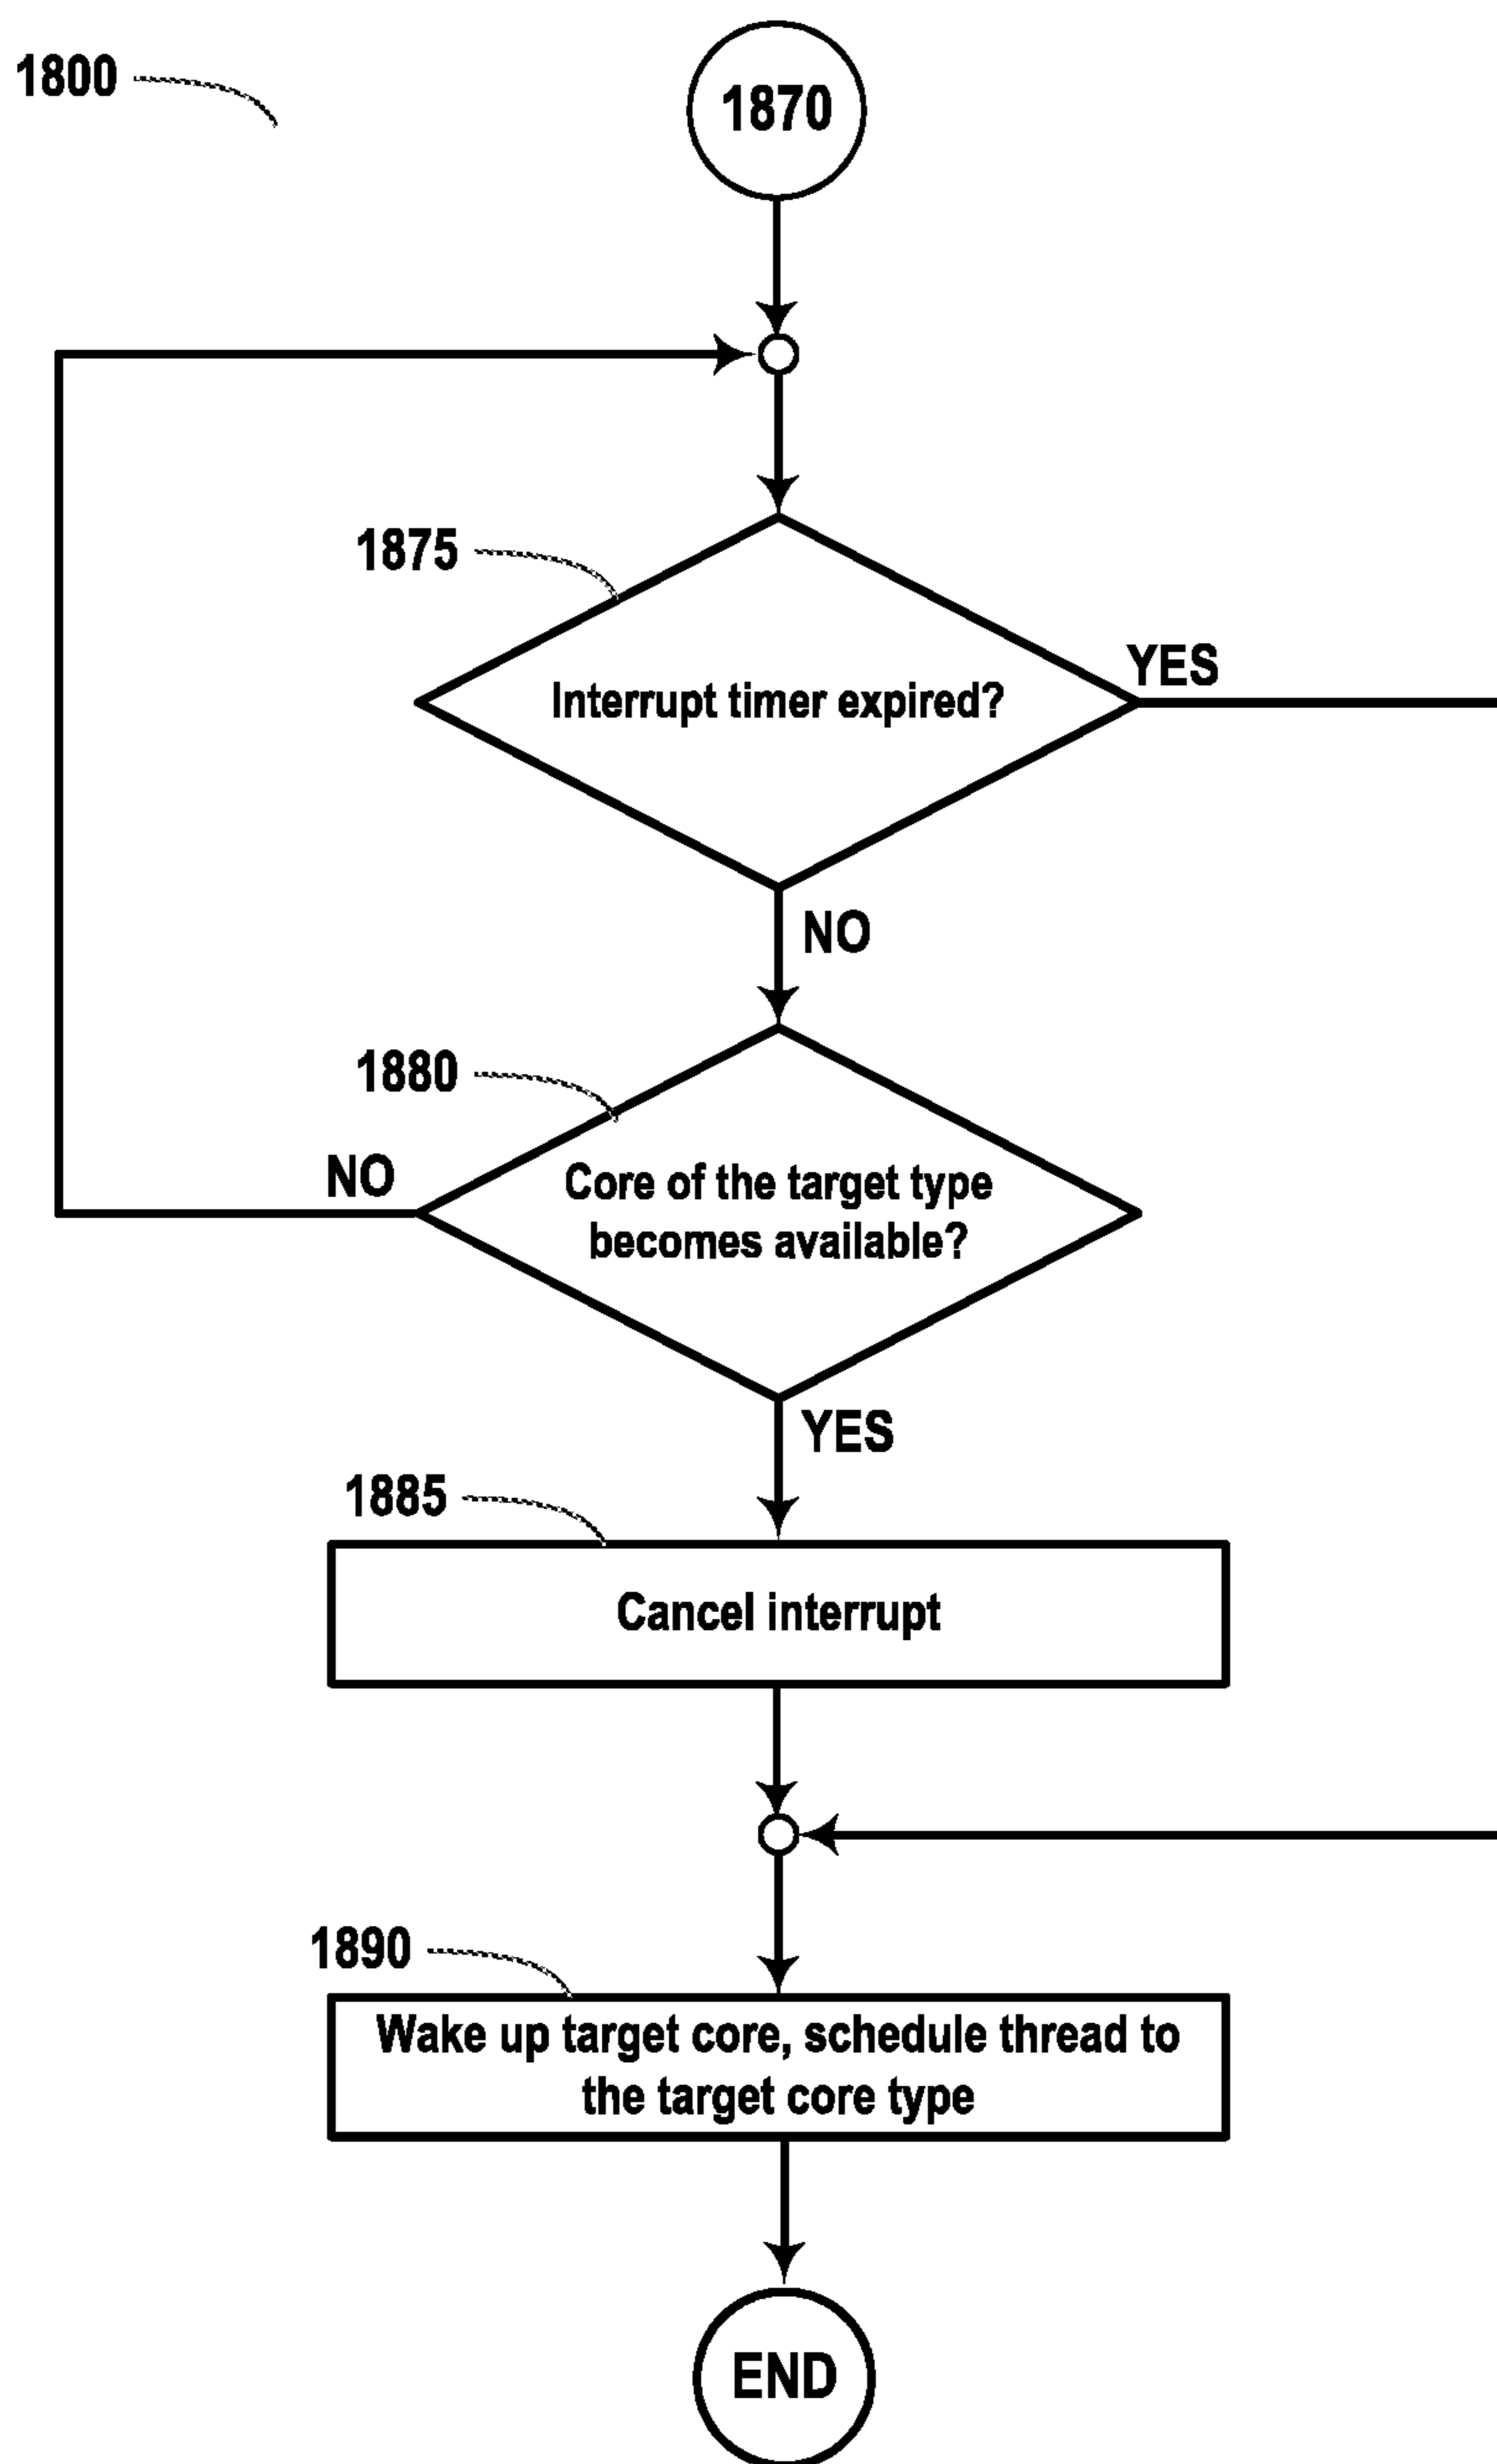 1800
1870
1875
Interrupt timer expired?
YES
NO
1880
NO
Core of the target type
becomes available?
YES
1885
Cancel interrupt
1890
Wake up target core, schedule thread to
the target core type
END